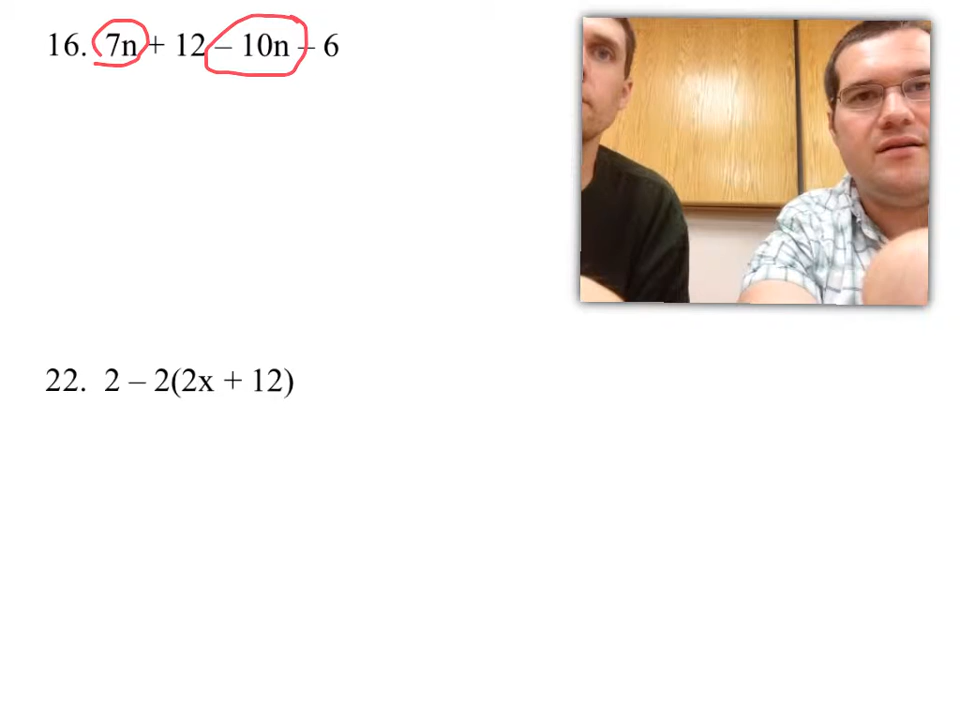 16. 7n + 12 – 10n – 6
22. 2 – 2(2x + 12)